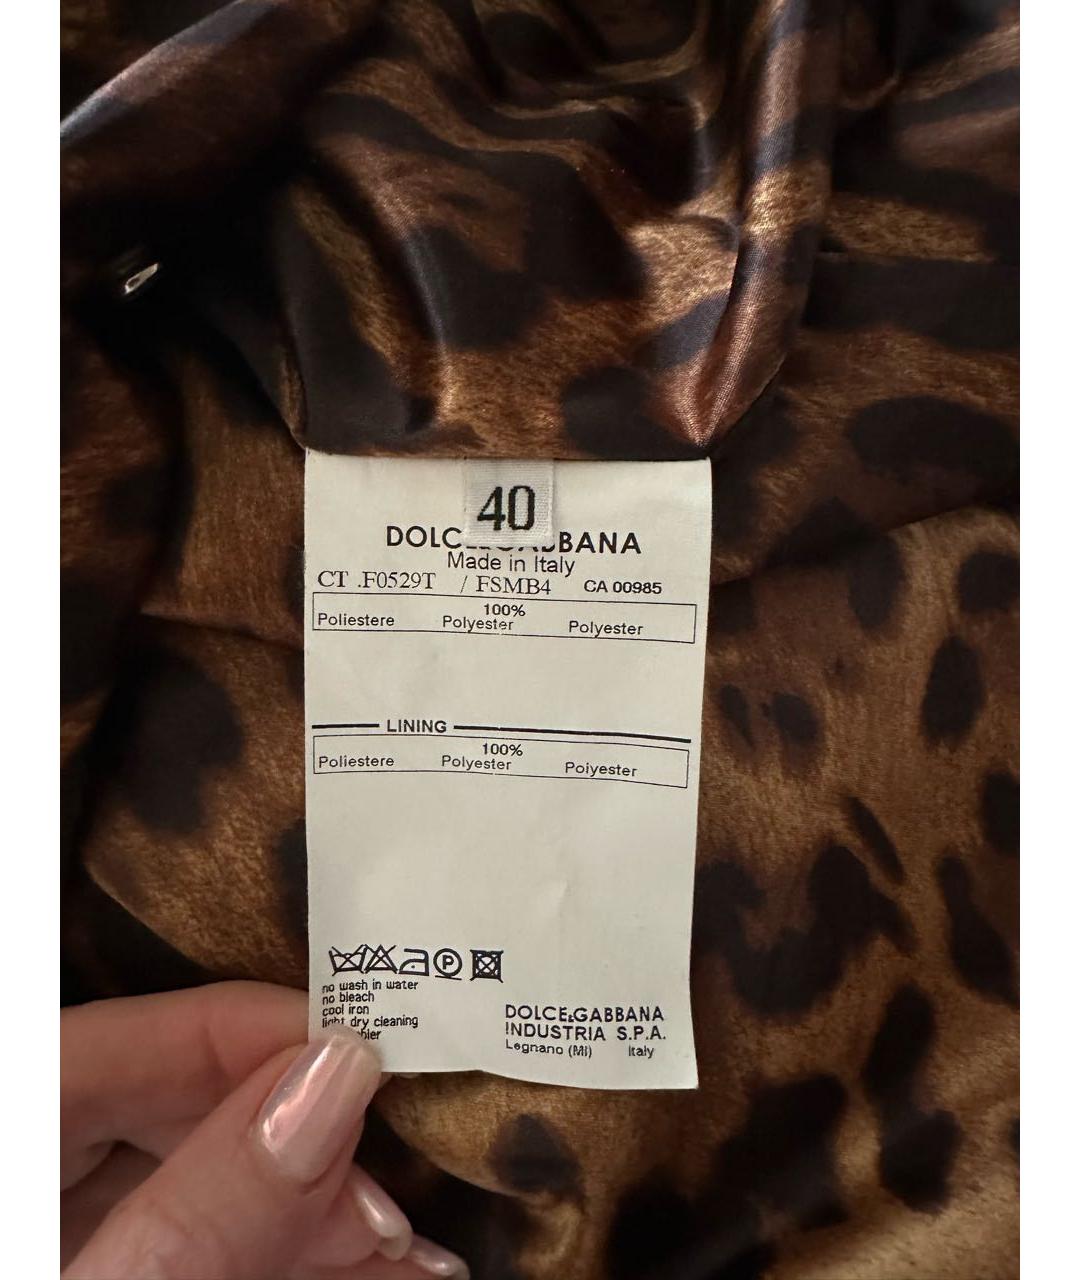 40
DOLCE&GABBANA
Made in Italy
CT .F0529T / FSMB4 CA 00985
100%
Poliestere Polyester Polyester
LINING
100%
Poliestere Polyester Polyester
P
no wash in water
no bleach
cool iron
light dry cleaning
DOLCE&GABBANA
INDUSTRIA S.P.A.
Legnano (MI) Italy